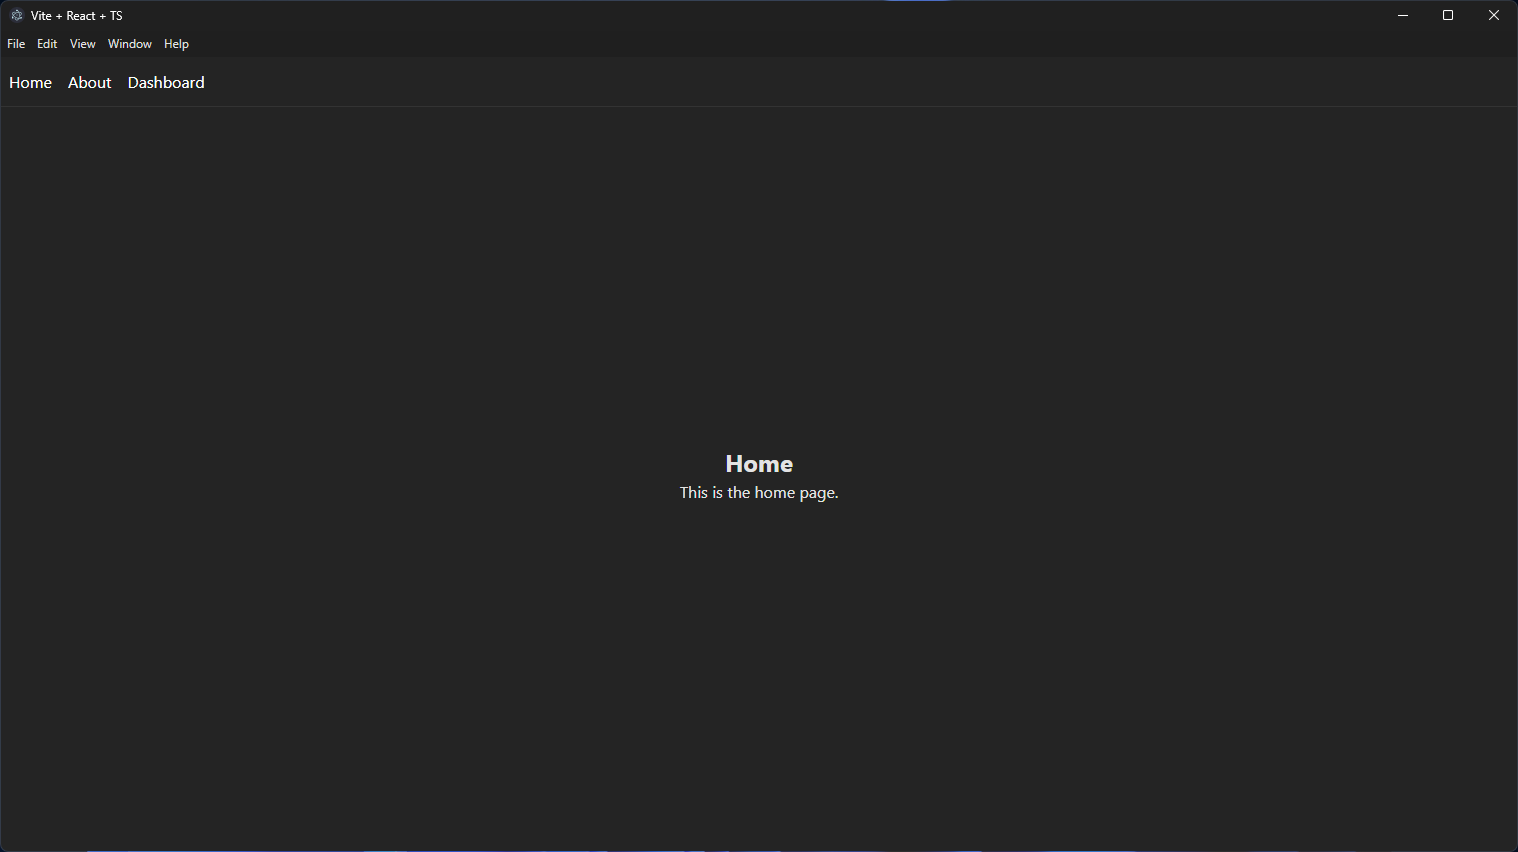 Vite + React + TS
File Edit View Window Help
Home About Dashboard
Home
This is the home page.